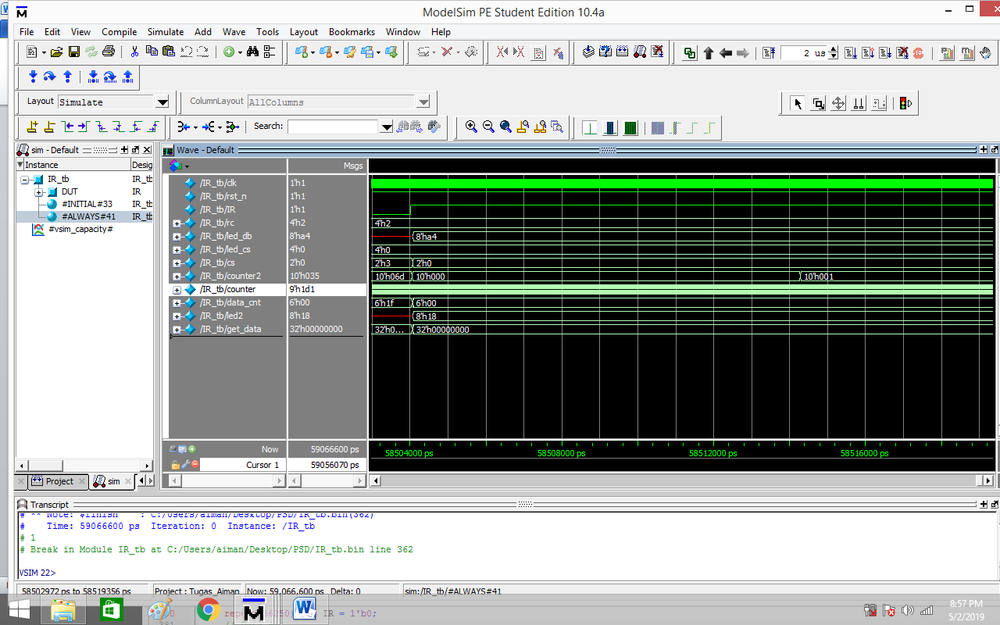 ModelSim PE Student Edition 10.4a
File Edit View Compile Simulate Add Wave Tools Layout Bookmarks Window Help
2 us
Layout Simulate
ColumnLayout AllColumns
Search:
sim - Default
Instance Desig
IR_tb IR_tb
DUT IR
#INITIAL#33 IR_tb
#ALWAYS#41 IR_tb
#vsim_capacity#
Project
sim
Wave - Default
Msgs
/IR_tb/clk 1'h1
/IR_tb/rst_n 1'h1
/IR_tb/IR 1'h1
/IR_tb/rc 4'h2 4'h2
/IR_tb/led_db 8'ha4 8'ha4
/IR_tb/led_cs 4'h0 4'h0
/IR_tb/cs 2'h0 2'h3 2'h0
/IR_tb/counter2 10'h035 10'h06d 10'h000 10'h001
/IR_tb/counter 9'h1d1
/IR_tb/data_cnt 6'h00 6'h1f 6'h00
/IR_tb/led2 8'h18 8'h18
/IR_tb/get_data 32'h00000000 32'h0... 32'h00000000
Now 59066600 ps
58504000 ps 58508000 ps 58512000 ps 58516000 ps
Cursor 1 59056070 ps
Transcript
# ** Note: $finish : C:/Users/aiman/Desktop/PSD/IR_tb.bin(362)
# Time: 59066600 ps Iteration: 0 Instance: /IR_tb
# 1
# Break in Module IR_tb at C:/Users/aiman/Desktop/PSD/IR_tb.bin line 362
VSIM 22>
58502972 ps to 58519356 ps Project : Tugas_Aiman Now: 59,066,600 ps Delta: 0 sim:/IR_tb/#ALWAYS#41
IR = 1'b0;
8:57 PM
5/2/2019